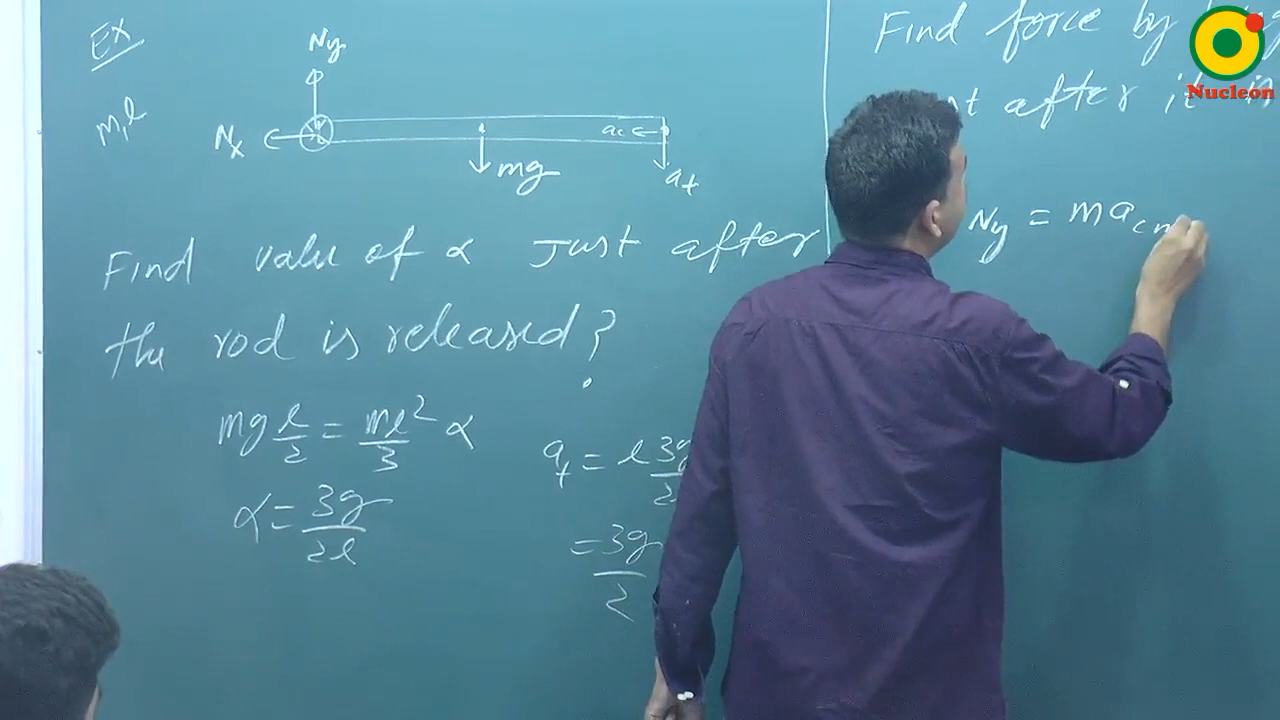 Ex
Ny
m, l
Nx
ac
mg
at
Find value of α Just after
the rod is released?
mg l/2 = ml²/3 α
α = 3g/2l
at = l 3g/2
= 3g/2
Find force by
after it
Ny = macm
Nucleon